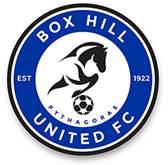 BOX HILL
EST 1922
PYTHAGORAS
UNITED FC